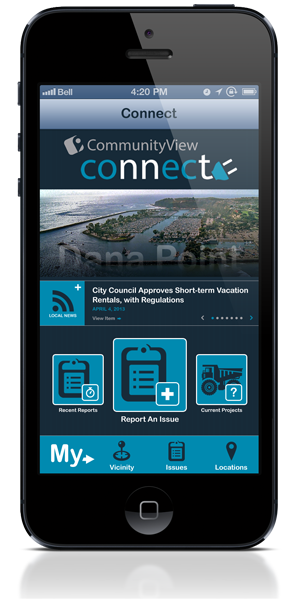 Bell 4:20 PM
Connect
CommunityView
connect
Dana Point
City Council Approves Short-term Vacation
Rentals, with Regulations
APRIL 4, 2013
View Item
LOCAL NEWS
Recent Reports
Report An Issue
Current Projects
My
Vicinity
Issues
Locations